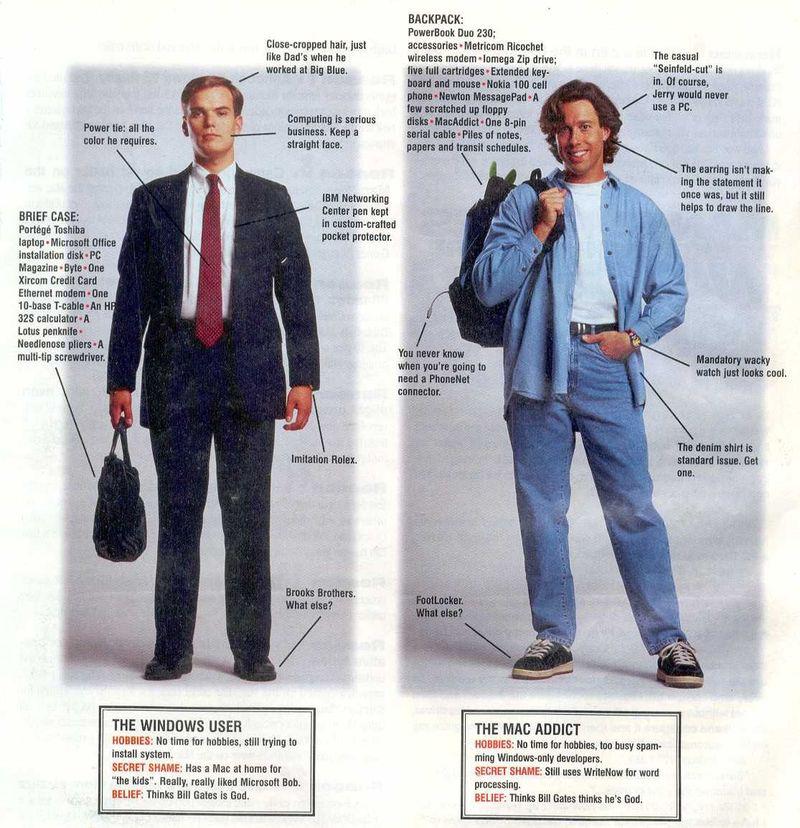 Close-cropped hair, just
like Dad's when he
worked at Big Blue.
Power tie: all the
color he requires.
Computing is serious
business. Keep a
straight face.
IBM Networking
Center pen kept
in custom-crafted
pocket protector.
BRIEF CASE:
Portégé Toshiba
laptop • Microsoft Office
installation disk • PC
Magazine • Byte • One
Xircom Credit Card
Ethernet modem • One
10-base T-cable • An HP
32S calculator • A
Lotus penknife •
Needlenose pliers • A
multi-tip screwdriver.
Imitation Rolex.
Brooks Brothers.
What else?
THE WINDOWS USER
HOBBIES: No time for hobbies, still trying to
install system.
SECRET SHAME: Has a Mac at home for
"the kids". Really, really liked Microsoft Bob.
BELIEF: Thinks Bill Gates is God.
BACKPACK:
PowerBook Duo 230;
accessories • Metricom Ricochet
wireless modem • Iomega Zip drive;
five full cartridges • Extended key-
board and mouse • Nokia 100 cell
phone • Newton MessagePad • A
few scratched up floppy
disks • MacAddict • One 8-pin
serial cable • Piles of notes,
papers and transit schedules.
The casual
"Seinfeld-cut" is
in. Of course,
Jerry would never
use a PC.
The earring isn't mak-
ing the statement it
once was, but it still
helps to draw the line.
You never know
when you're going to
need a PhoneNet
connector.
Mandatory wacky
watch just looks cool.
The denim shirt is
standard issue. Get
one.
FootLocker.
What else?
THE MAC ADDICT
HOBBIES: No time for hobbies, too busy spam-
ming Windows-only developers.
SECRET SHAME: Still uses WriteNow for word
processing.
BELIEF: Thinks Bill Gates thinks he's God.